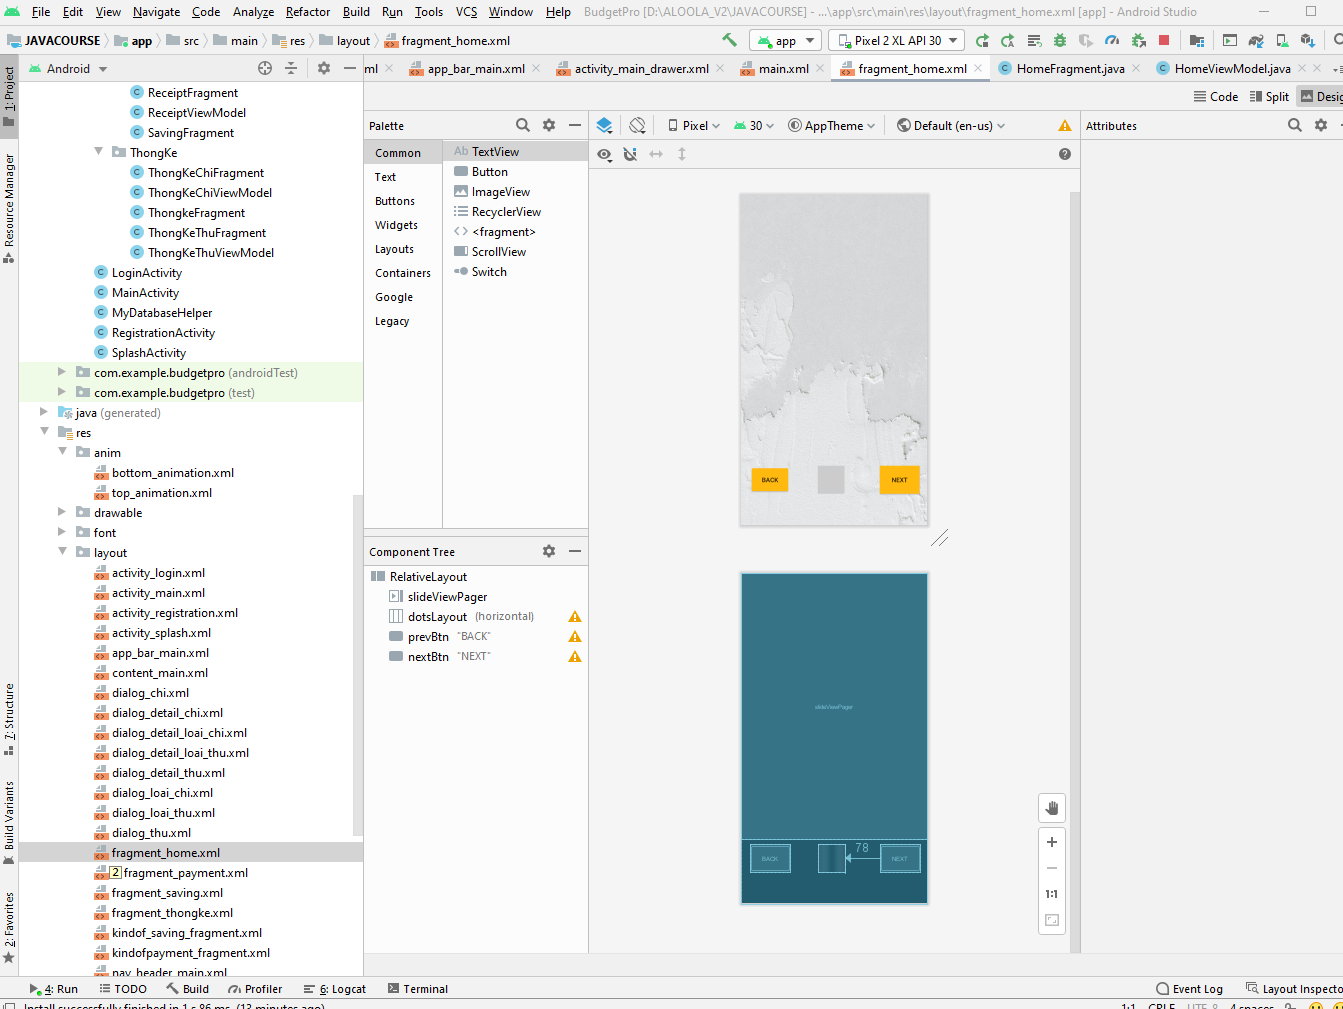 File Edit View Navigate Code Analyze Refactor Build Run Tools VCS Window Help BudgetPro [D:\ALOOLA_V2\JAVACOURSE] - ...\app\src\main\res\layout\fragment_home.xml [app] - Android Studio
JAVACOURSE app src main res layout fragment_home.xml app Pixel 2 XL API 30
Android ml app_bar_main.xml activity_main_drawer.xml main.xml fragment_home.xml HomeFragment.java HomeViewModel.java
Code Split Desig
1: Project
Resource Manager
7: Structure
Build Variants
2: Favorites
ReceiptFragment
ReceiptViewModel
SavingFragment
ThongKe
ThongKeChiFragment
ThongKeChiViewModel
ThongkeFragment
ThongKeThuFragment
ThongKeThuViewModel
LoginActivity
MainActivity
MyDatabaseHelper
RegistrationActivity
SplashActivity
com.example.budgetpro (androidTest)
com.example.budgetpro (test)
java (generated)
res
anim
bottom_animation.xml
top_animation.xml
drawable
font
layout
activity_login.xml
activity_main.xml
activity_registration.xml
activity_splash.xml
app_bar_main.xml
content_main.xml
dialog_chi.xml
dialog_detail_chi.xml
dialog_detail_loai_chi.xml
dialog_detail_loai_thu.xml
dialog_detail_thu.xml
dialog_loai_chi.xml
dialog_loai_thu.xml
dialog_thu.xml
fragment_home.xml
2 fragment_payment.xml
fragment_saving.xml
fragment_thongke.xml
kindof_saving_fragment.xml
kindofpayment_fragment.xml
nav_header_main.xml
Palette
Common
Text
Buttons
Widgets
Layouts
Containers
Google
Legacy
Ab TextView
Button
ImageView
RecyclerView
<fragment>
ScrollView
Switch
Component Tree
RelativeLayout
slideViewPager
dotsLayout (horizontal)
prevBtn "BACK"
nextBtn "NEXT"
Pixel 30 AppTheme Default (en-us)
BACK NEXT
slideViewPager
BACK 78 NEXT
1:1
Attributes
4: Run TODO Build Profiler 6: Logcat Terminal Event Log Layout Inspecto
Install successfully finished in 1 s 86 ms. (13 minutes ago) 1:1 CRLF UTF-8 4 spaces